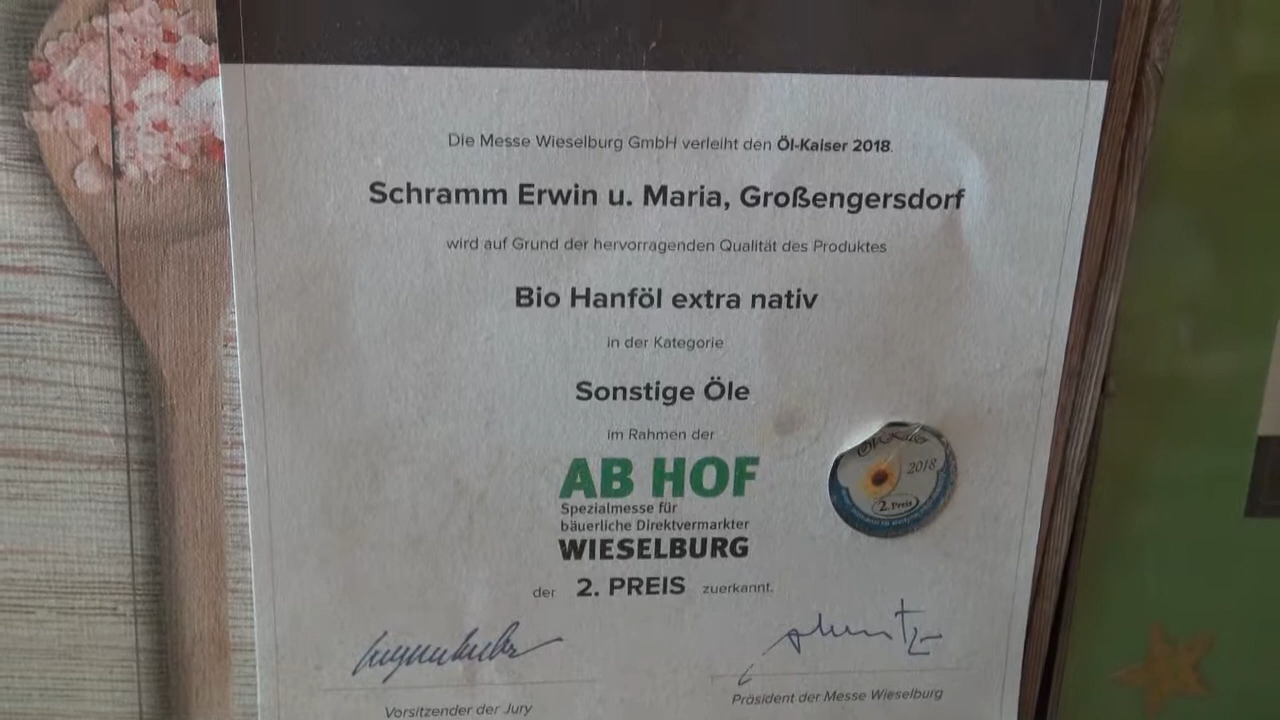 Die Messe Wieselburg GmbH verleiht den Öl-Kaiser 2018.
Schramm Erwin u. Maria, Großengersdorf
wird auf Grund der hervorragenden Qualität des Produktes
Bio Hanföl extra nativ
in der Kategorie
Sonstige Öle
im Rahmen der
AB HOF
Spezialmesse für
bäuerliche Direktvermarkter
WIESELBURG
der 2. PREIS zuerkannt.
Öl-Kaiser
2018
2. Preis
Vorsitzender der Jury
Präsident der Messe Wieselburg